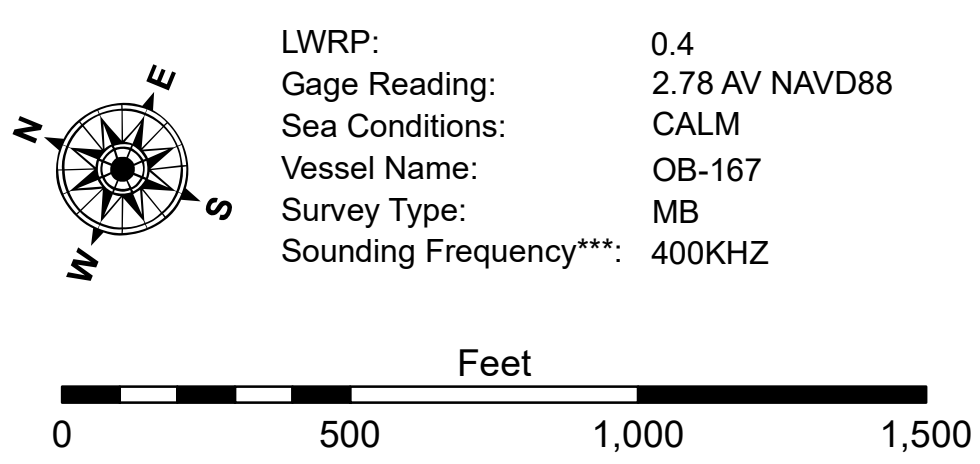 N E S W
LWRP: 0.4
Gage Reading: 2.78 AV NAVD88
Sea Conditions: CALM
Vessel Name: OB-167
Survey Type: MB
Sounding Frequency***: 400KHZ
Feet
0 500 1,000 1,500